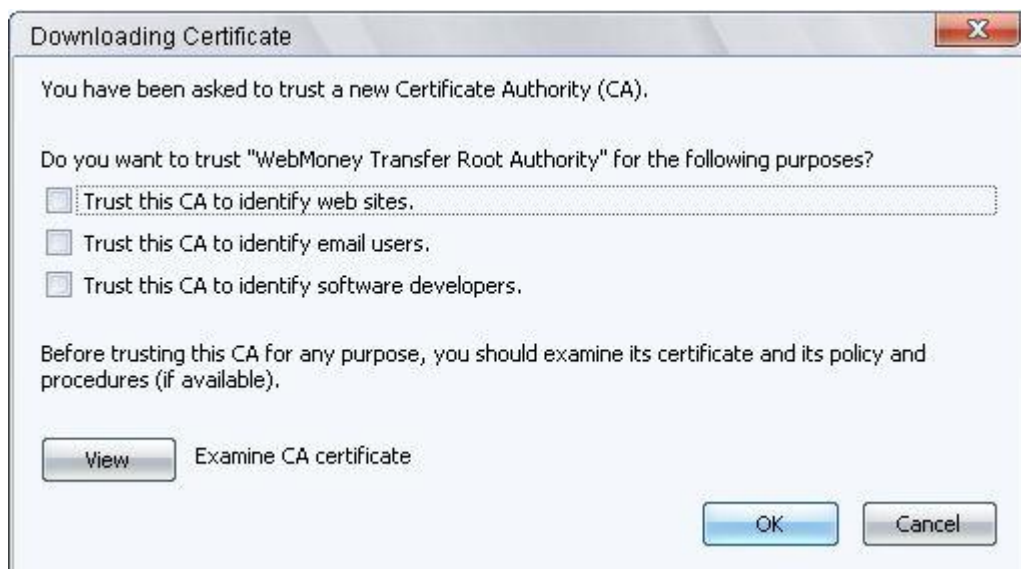 Downloading Certificate
You have been asked to trust a new Certificate Authority (CA).
Do you want to trust "WebMoney Transfer Root Authority" for the following purposes?
Trust this CA to identify web sites.
Trust this CA to identify email users.
Trust this CA to identify software developers.
Before trusting this CA for any purpose, you should examine its certificate and its policy and
procedures (if available).
View Examine CA certificate
OK Cancel